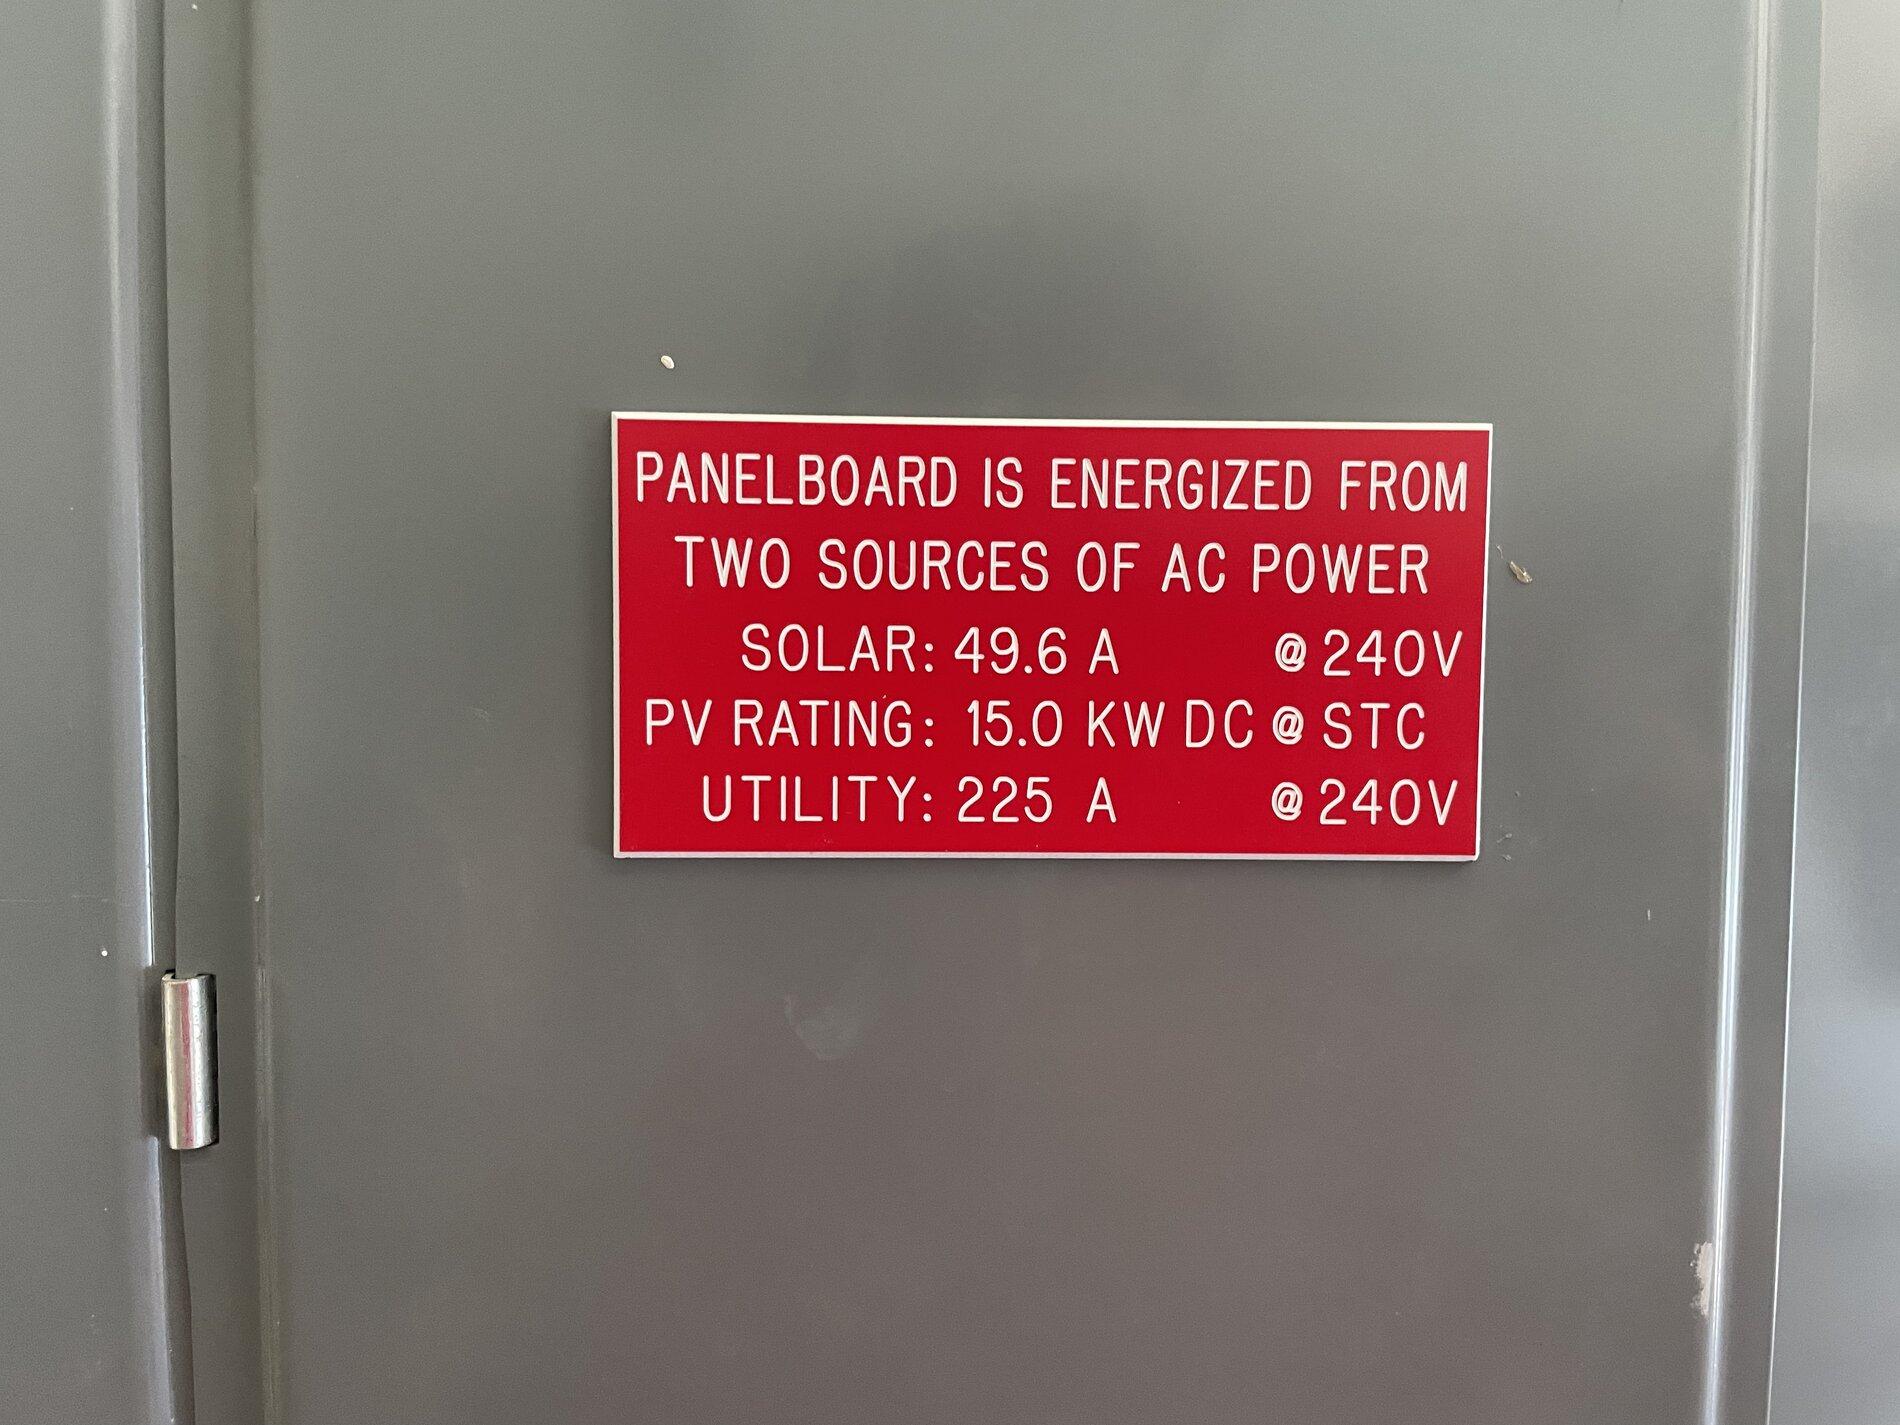 PANELBOARD IS ENERGIZED FROM
TWO SOURCES OF AC POWER
SOLAR: 49.6 A @ 240V
PV RATING: 15.0 KW DC @ STC
UTILITY: 225 A @ 240V